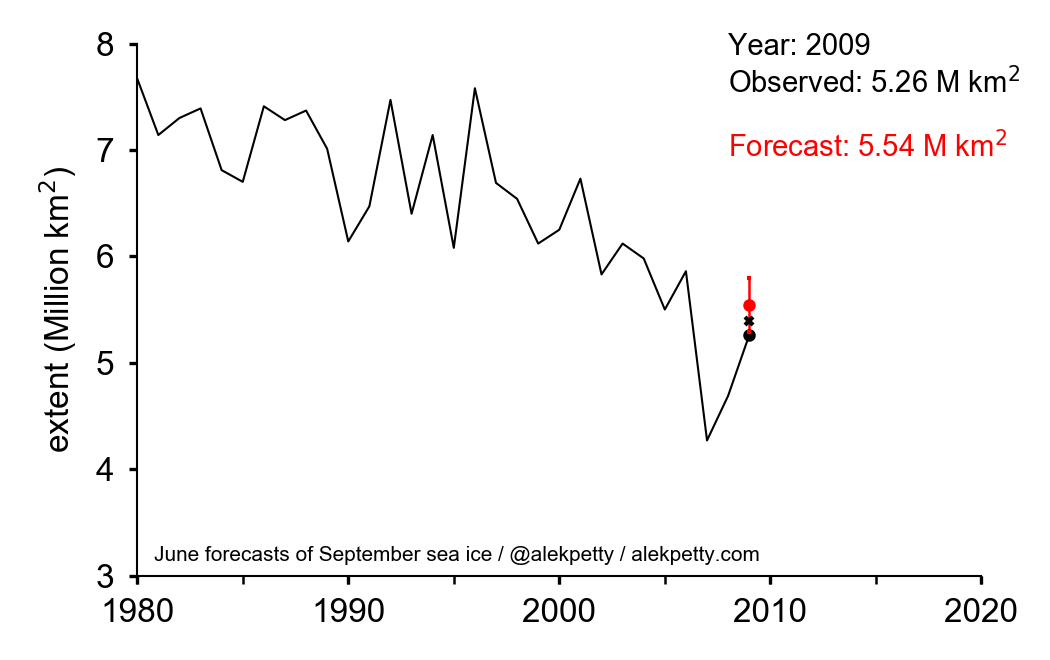 Year: 2009
Observed: 5.26 M km²
Forecast: 5.54 M km²
extent (Million km²)
8
7
6
5
4
3
June forecasts of September sea ice / @alekpetty / alekpetty.com
1980 1990 2000 2010 2020